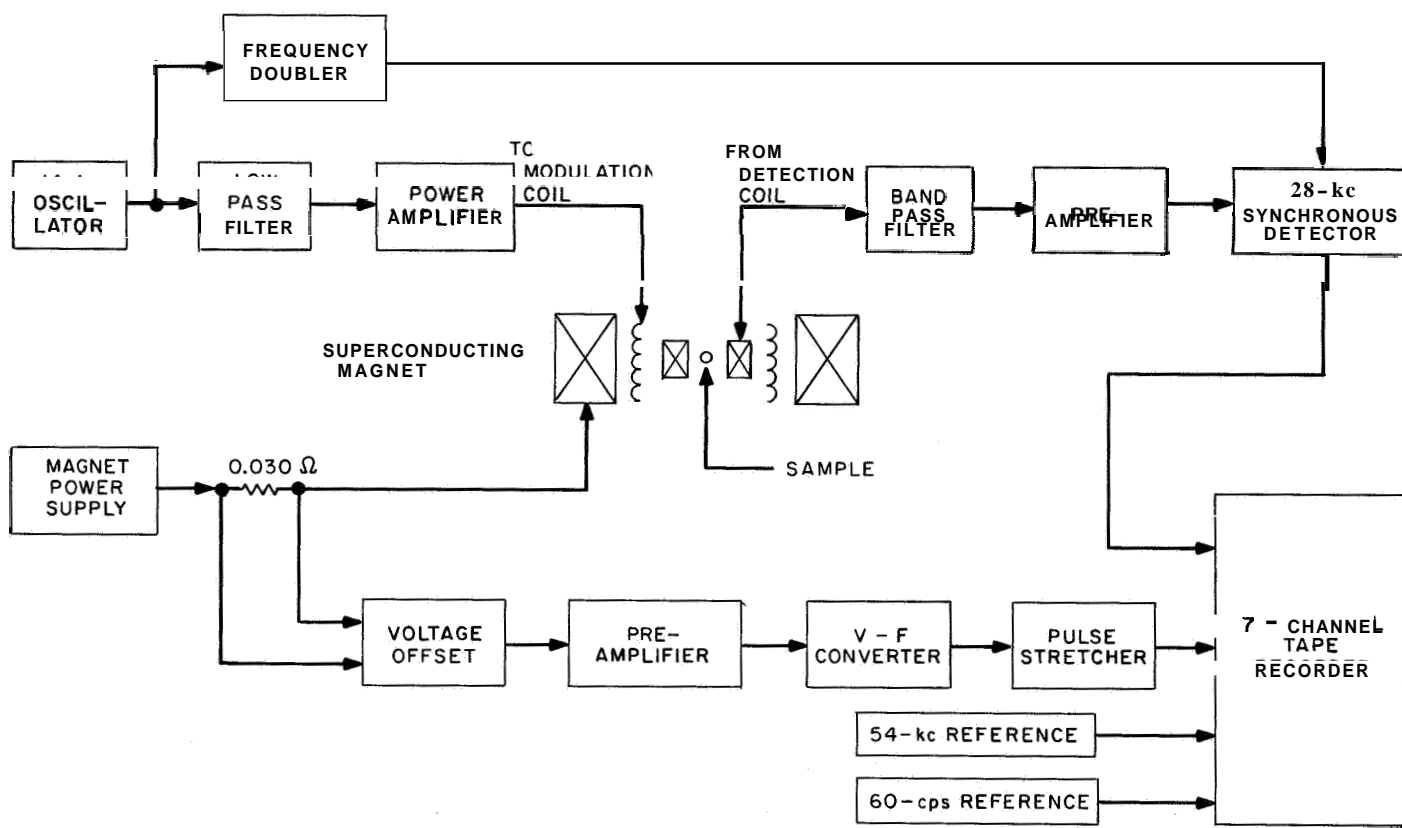 FREQUENCY
DOUBLER
OSCIL-
LATOR
PASS
FILTER
POWER
AMPLIFIER
MODULATION
COIL
FROM
DETECTION
COIL
BAND
PASS
FILTER
PRE-
AMPLIFIER
28-kc
SYNCHRONOUS
DETECTOR
SUPERCONDUCTING
MAGNET
SAMPLE
MAGNET
POWER
SUPPLY
0.030 Ω
VOLTAGE
OFFSET
PRE-
AMPLIFIER
V - F
CONVERTER
PULSE
STRETCHER
7 - CHANNEL
TAPE
RECORDER
54-kc REFERENCE
60-cps REFERENCE